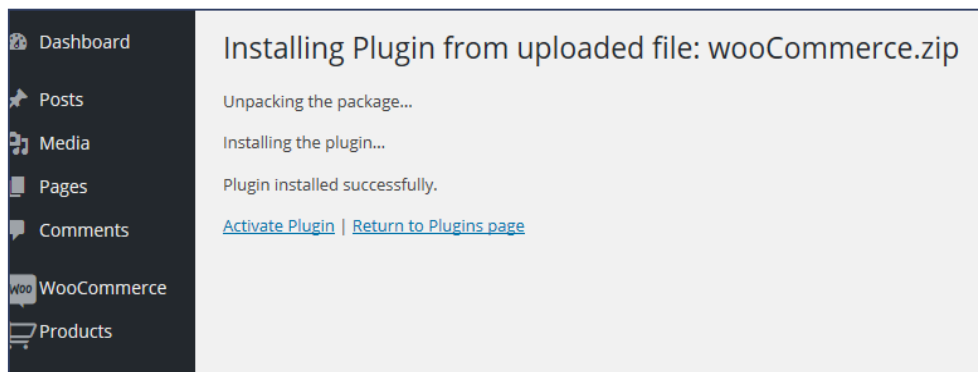 Dashboard
Posts
Media
Pages
Comments
Woo WooCommerce
Products
Installing Plugin from uploaded file: wooCommerce.zip
Unpacking the package...
Installing the plugin...
Plugin installed successfully.
Activate Plugin | Return to Plugins page